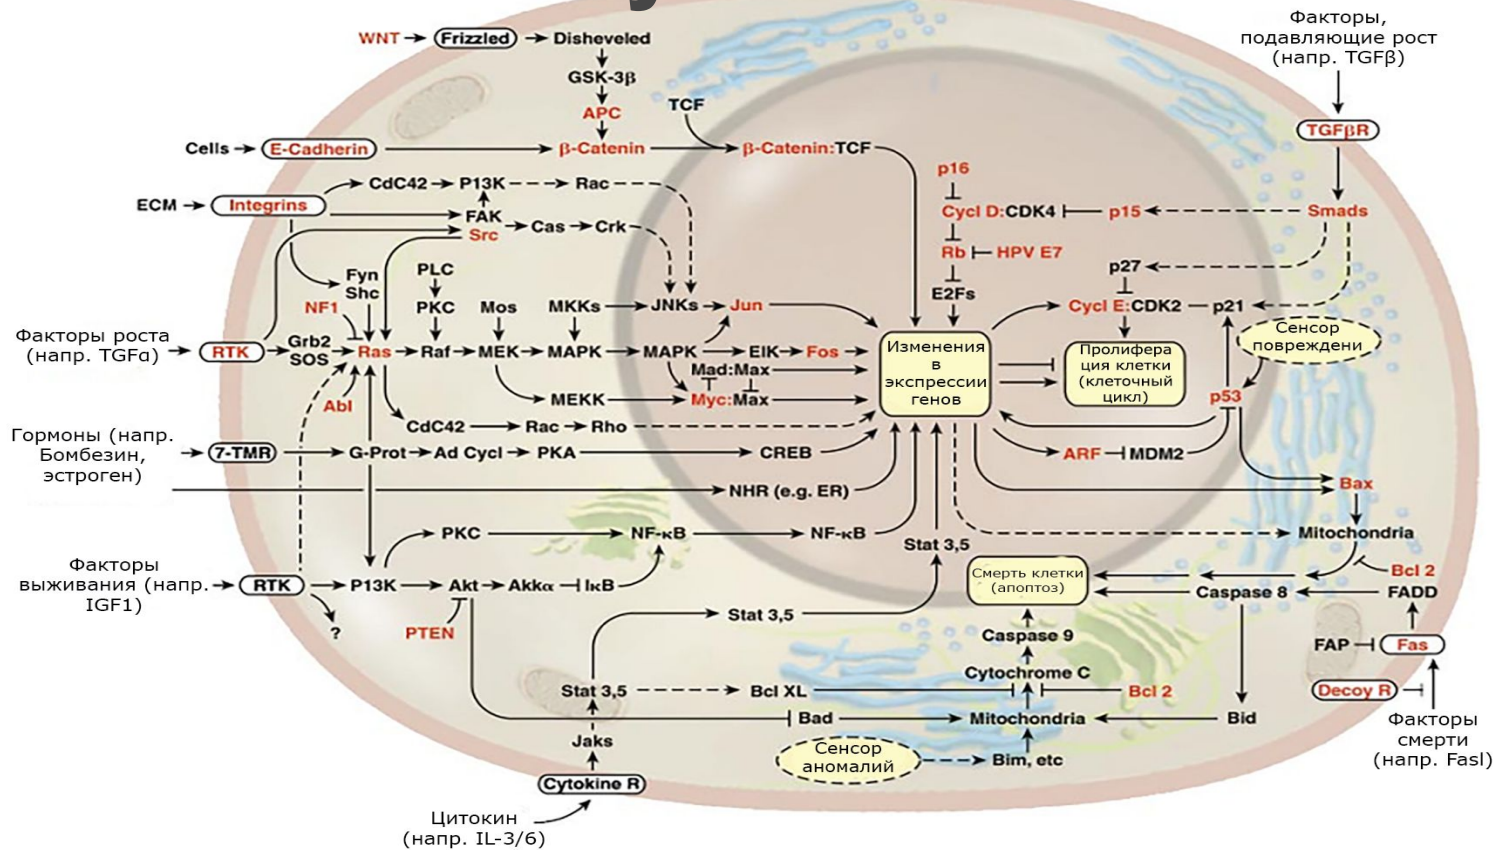 Факторы,
подавляющие рост
(напр. TGFβ)
WNT
Frizzled
Disheveled
GSK-3β
APC
TCF
TGFβR
Cells
E-Cadherin
β-Catenin
β-Catenin:TCF
p16
ECM
Integrins
CdC42
P13K
Rac
FAK
Src
Cas
Crk
Cycl D:CDK4
p15
Smads
Rb
HPV E7
p27
E2Fs
Fyn
Shc
PLC
NF1
PKC
Mos
MKKs
JNKs
Jun
Cycl E:CDK2
p21
Факторы роста
(напр. TGFα)
RTK
Grb2
SOS
Ras
Raf
MEK
MAPK
MAPK
ElK
Fos
Mad:Max
Изменения
в
экспрессии
генов
Пролифера
ция клетки
(клеточный
цикл)
Сенсор
повреждени
p53
Abl
MEKK
Myc:Max
CdC42
Rac
Rho
Гормоны (напр.
Бомбезин,
эстроген)
7-TMR
G-Prot
Ad Cycl
PKA
CREB
ARF
MDM2
NHR (e.g. ER)
Bax
PKC
NF-κB
NF-κB
Stat 3,5
Mitochondria
Факторы
выживания (напр.
IGF1)
RTK
P13K
Akt
Akkα
IκB
Смерть клетки
(апоптоз)
Bcl 2
Caspase 8
FADD
?
PTEN
Stat 3,5
Caspase 9
FAP
Fas
Cytochrome C
Stat 3,5
Bcl XL
Bcl 2
Decoy R
Bad
Mitochondria
Bid
Факторы
смерти
(напр. Fasl)
Jaks
Сенсор
аномалий
Bim, etc
Cytokine R
Цитокин
(напр. IL-3/6)